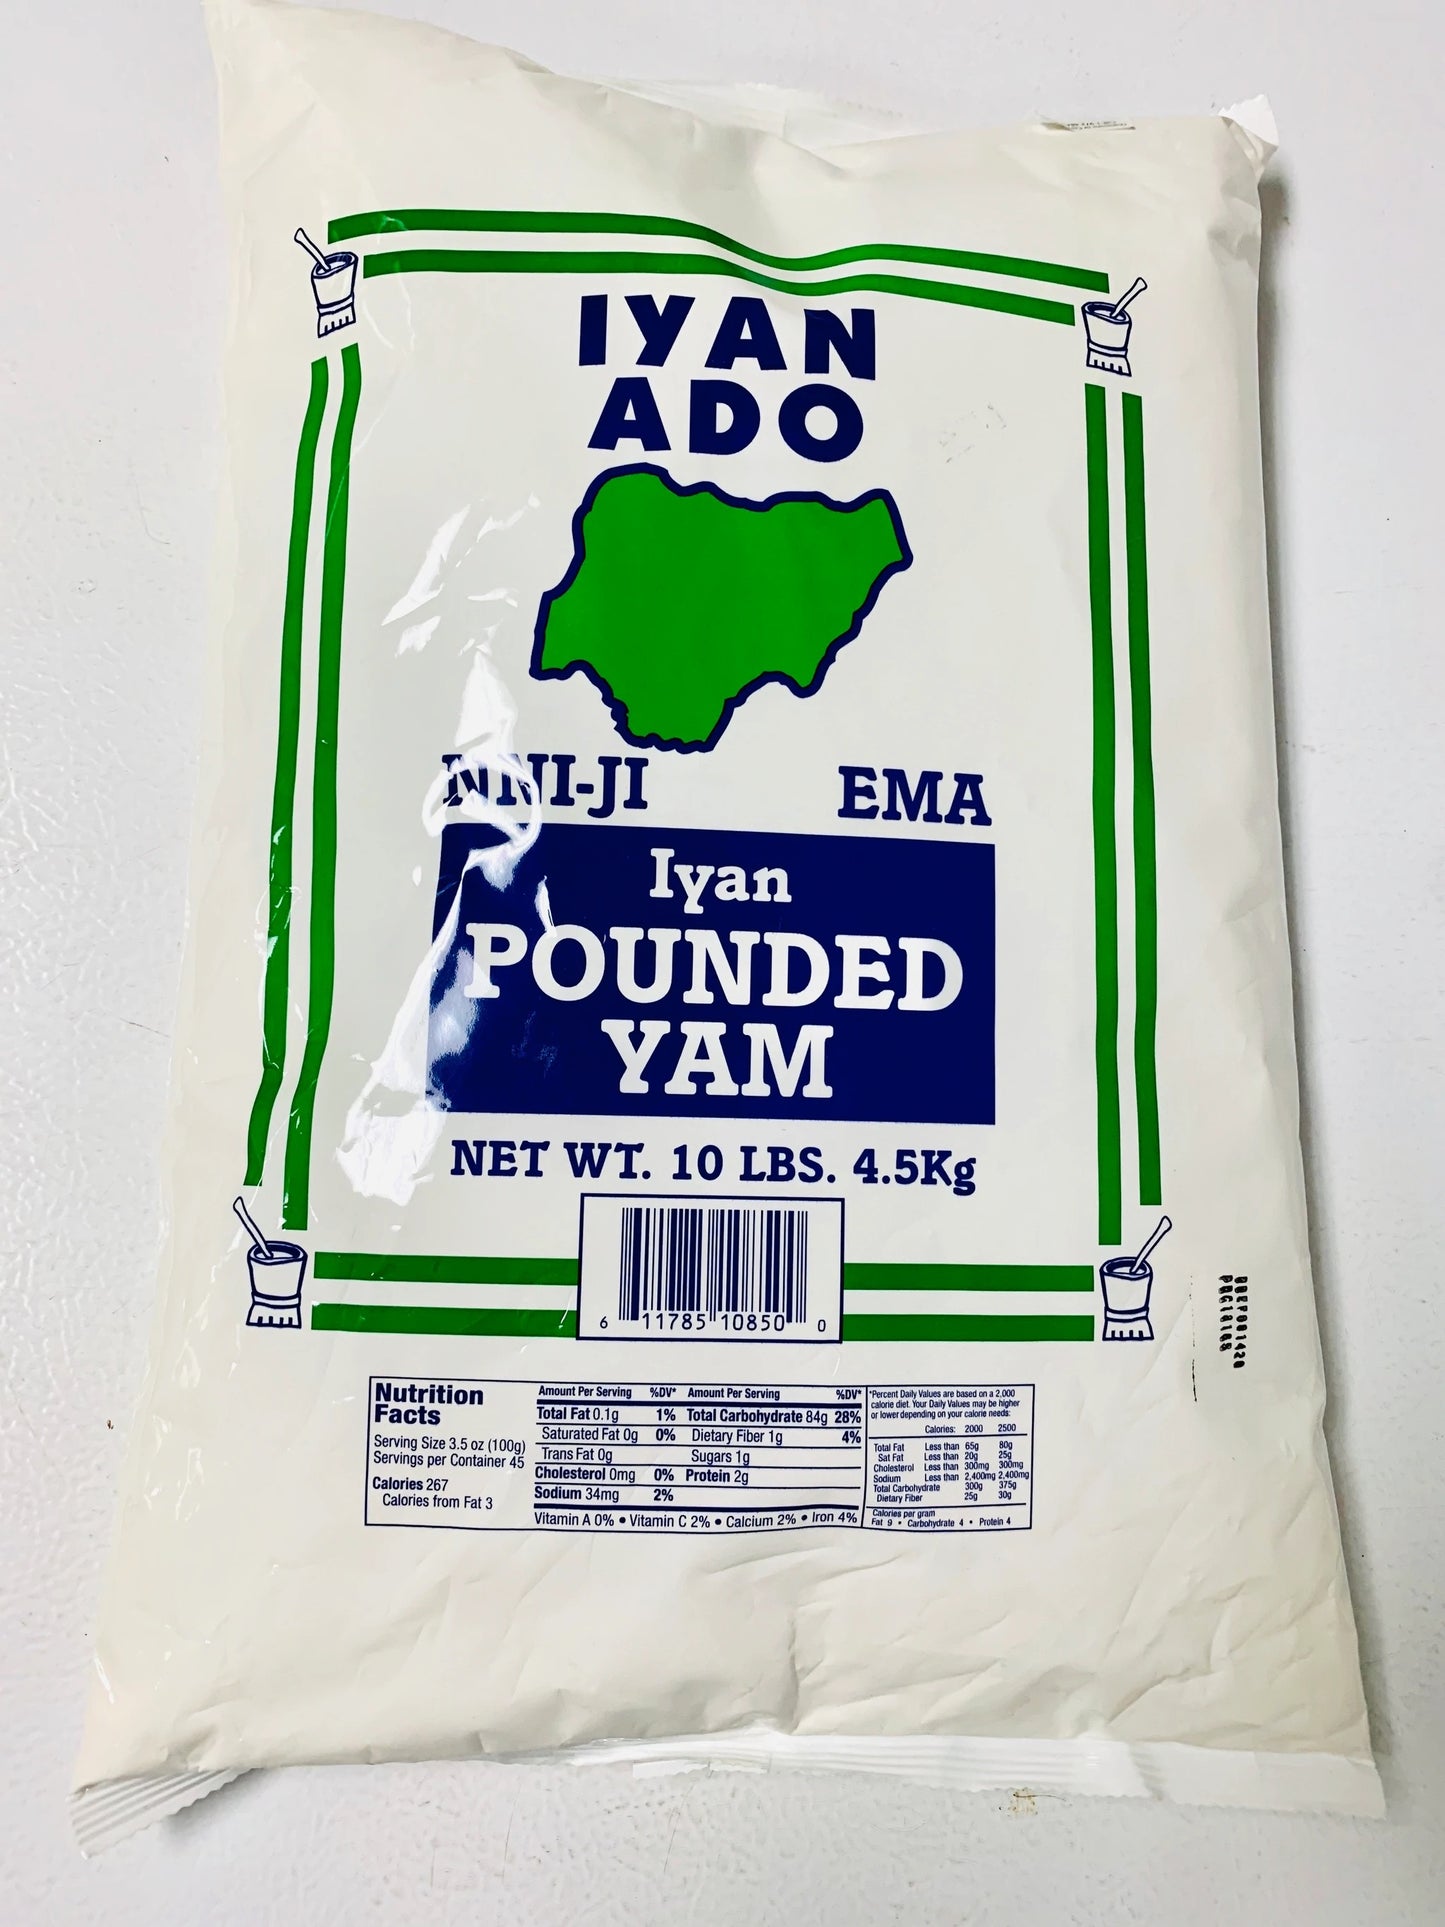 IYAN
ADO
NNI-JI EMA
Iyan
POUNDED
YAM
NET WT. 10 LBS. 4.5Kg
6 11785 10850 0
Nutrition
Facts
Serving Size 3.5 oz (100g)
Servings per Container 45
Calories 267
Calories from Fat 3
Amount Per Serving %DV* Amount Per Serving %DV*
Total Fat 0.1g 1% Total Carbohydrate 84g 28%
Saturated Fat 0g 0% Dietary Fiber 1g 4%
Trans Fat 0g Sugars 1g
Cholesterol 0mg 0% Protein 2g
Sodium 34mg 2%
Vitamin A 0% • Vitamin C 2% • Calcium 2% • Iron 4%
*Percent Daily Values are based on a 2,000
calorie diet. Your Daily Values may be higher
or lower depending on your calorie needs:
Calories: 2000 2500
Total Fat Less than 65g 80g
Sat Fat Less than 20g 25g
Cholesterol Less than 300mg 300mg
Sodium Less than 2,400mg 2,400mg
Total Carbohydrate 300g 375g
Dietary Fiber 25g 30g
Calories per gram
Fat 9 • Carbohydrate 4 • Protein 4